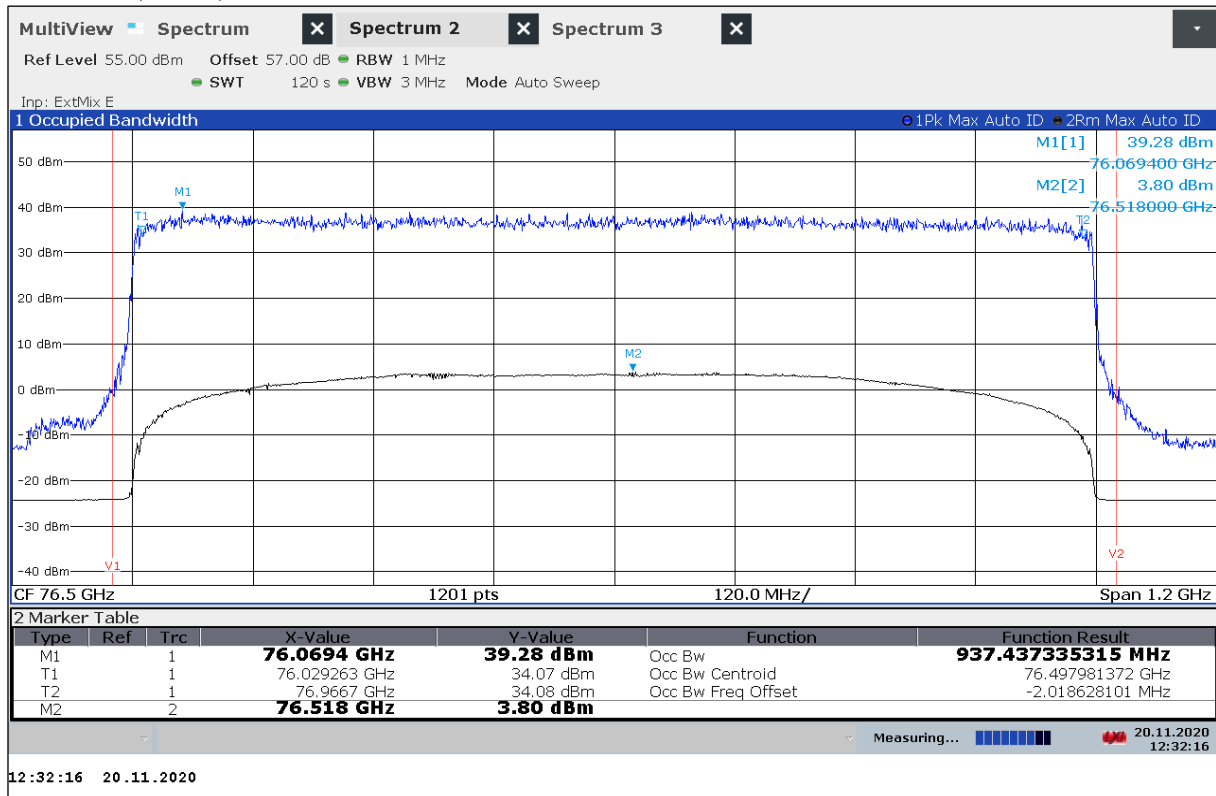 MultiView Spectrum X Spectrum 2 X Spectrum 3 X
Ref Level 55.00 dBm Offset 57.00 dB RBW 1 MHz
SWT 120 s VBW 3 MHz Mode Auto Sweep
Inp: ExtMix E
1 Occupied Bandwidth 1Pk Max Auto ID 2Rm Max Auto ID
M1[1] 39.28 dBm
76.069400 GHz
M2[2] 3.80 dBm
76.518000 GHz
50 dBm
M1
40 dBm
T1 T2
30 dBm
20 dBm
10 dBm
M2
0 dBm
-10 dBm
-20 dBm
-30 dBm
V1 V2
-40 dBm
CF 76.5 GHz 1201 pts 120.0 MHz/ Span 1.2 GHz
2 Marker Table
Type Ref Trc X-Value Y-Value Function Function Result
M1 1 76.0694 GHz 39.28 dBm Occ Bw 937.437335315 MHz
T1 1 76.029263 GHz 34.07 dBm Occ Bw Centroid 76.497981372 GHz
T2 1 76.9667 GHz 34.08 dBm Occ Bw Freq Offset -2.018628101 MHz
M2 2 76.518 GHz 3.80 dBm
Measuring... 20.11.2020
12:32:16
12:32:16 20.11.2020